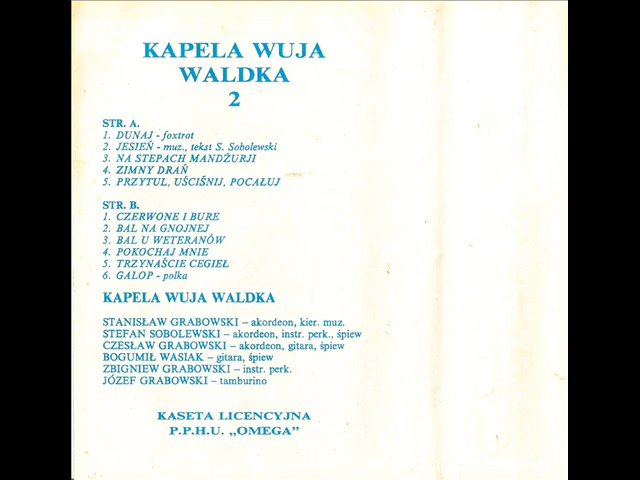 KAPELA WUJA
WALDKA
2
STR. A.
1. DUNAJ - foxtrot
2. JESIEŃ - muz., tekst S. Sobolewski
3. NA STEPACH MANDŻURJI
4. ZIMNY DRAŃ
5. PRZYTUL, UŚCIŚNIJ, POCAŁUJ
STR. B.
1. CZERWONE I BURE
2. BAL NA GNOJNEJ
3. BAL U WETERANÓW
4. POKOCHAJ MNIE
5. TRZYNAŚCIE CEGIEŁ
6. GALOP - polka
KAPELA WUJA WALDKA
STANISŁAW GRABOWSKI – akordeon, kier. muz.
STEFAN SOBOLEWSKI – akordeon, instr. perk., śpiew
CZESŁAW GRABOWSKI – akordeon, gitara, śpiew
BOGUMIŁ WASIAK – gitara, śpiew
ZBIGNIEW GRABOWSKI – instr. perk.
JÓZEF GRABOWSKI – tamburino
KASETA LICENCYJNA
P.P.H.U. „OMEGA”